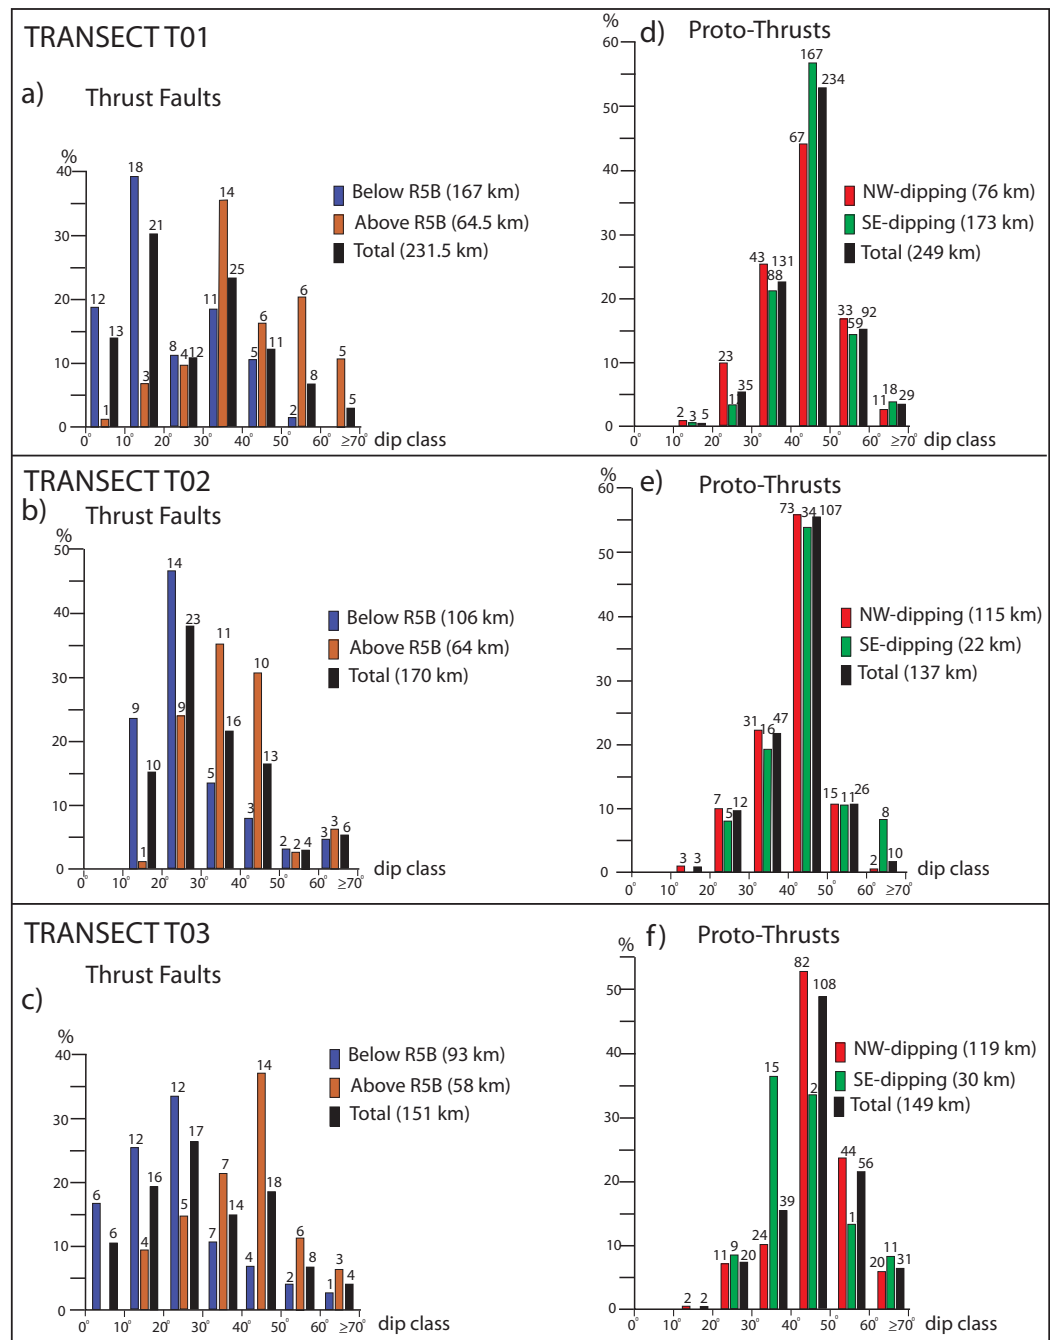 TRANSECT T01
a) Thrust Faults
%
40
30
20
10
0
12 1 13
18 3 21
8 4 12
11 14 25
5 6 11
2 6 8
5 5
Below R5B (167 km)
Above R5B (64.5 km)
Total (231.5 km)
0° 10° 20° 30° 40° 50° 60° ≥70° dip class
d) Proto-Thrusts
%
60
50
40
30
20
10
0
2 3 5
23 1 35
43 88 131
67 167 234
33 59 92
11 18 29
NW-dipping (76 km)
SE-dipping (173 km)
Total (249 km)
10° 20° 30° 40° 50° 60° ≥70° dip class
0°
TRANSECT T02
b) Thrust Faults
%
50
40
30
20
10
0
9 1 10
14 9 23
5 11 16
3 10 13
2 2 4
3 3 6
Below R5B (106 km)
Above R5B (64 km)
Total (170 km)
0° 10° 20° 30° 40° 50° 60° ≥70° dip class
e) Proto-Thrusts
%
60
50
40
30
20
10
0
3 3
7 5 12
31 16 47
73 34 107
15 11 26
2 8 10
NW-dipping (115 km)
SE-dipping (22 km)
Total (137 km)
0° 10° 20° 30° 40° 50° 60° ≥70° dip class
TRANSECT T03
c) Thrust Faults
%
40
30
20
10
0
6 6
12 4 16
12 5 17
7 7 14
4 14 18
2 6 8
1 3 4
Below R5B (93 km)
Above R5B (58 km)
Total (151 km)
0° 10° 20° 30° 40° 50° 60° ≥70° dip class
f) Proto-Thrusts
%
50
40
30
20
10
0
2 2
11 9 20
24 15 39
82 2 108
44 1 56
20 11 31
NW-dipping (119 km)
SE-dipping (30 km)
Total (149 km)
0° 10° 20° 30° 40° 50° 60° ≥70° dip class